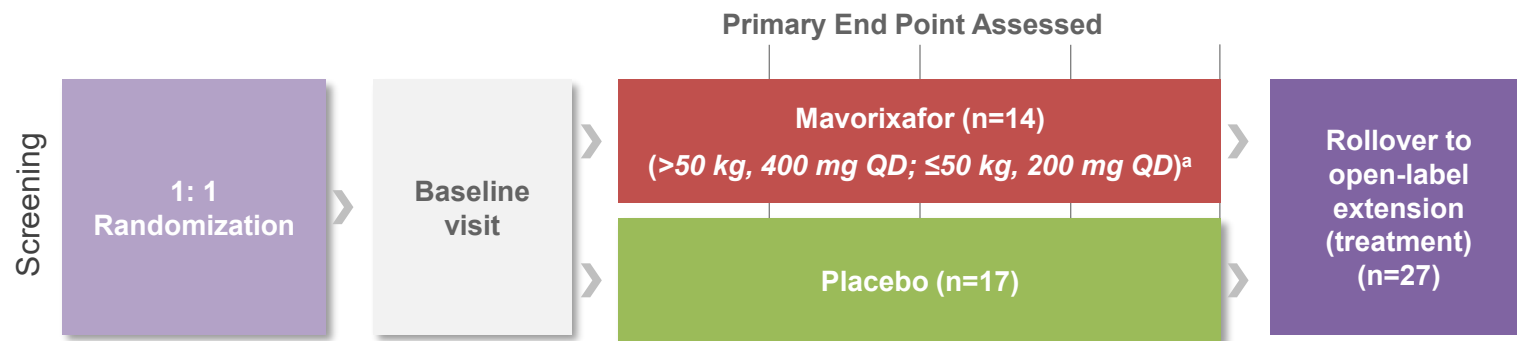 Primary End Point Assessed
Screening
1: 1
Randomization
Baseline
visit
Mavorixafor (n=14)
(>50 kg, 400 mg QD; ≤50 kg, 200 mg QD)ᵃ
Placebo (n=17)
Rollover to
open-label
extension
(treatment)
(n=27)